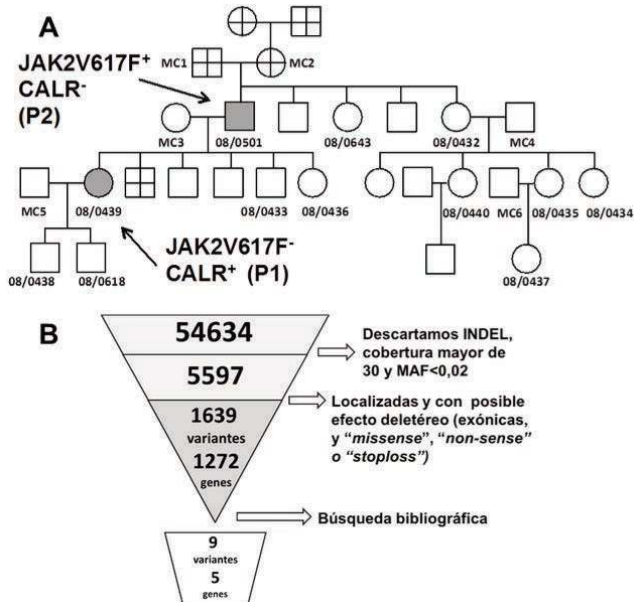 A
JAK2V617F+
CALR-
(P2)
MC1
MC2
MC3
08/0501
08/0643
08/0432
MC4
MC5
08/0439
08/0433
08/0436
08/0440
MC6
08/0435
08/0434
08/0438
08/0618
JAK2V617F-
CALR+ (P1)
08/0437
B
54634
5597
1639
variantes
1272
genes
9
variantes
5
genes
Descartamos INDEL,
cobertura mayor de
30 y MAF<0,02
Localizadas y con posible
efecto deletéreo (exónicas,
y “missense”, “non-sense”
o “stoploss”)
Búsqueda bibliográfica